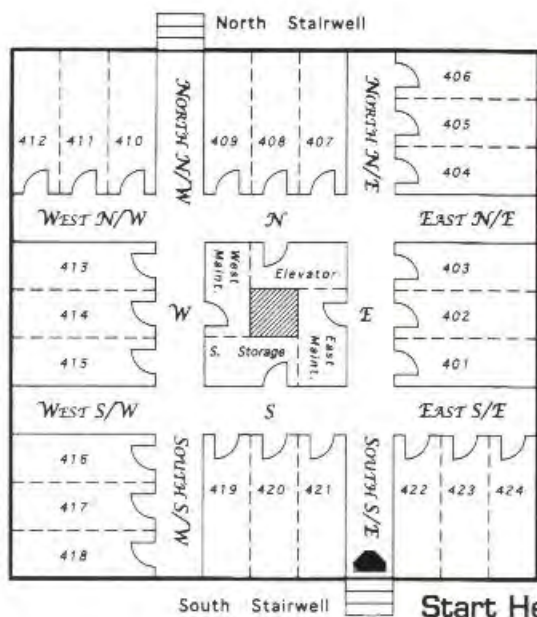 North Stairwell
NORTH N/W
NORTH N/E
412
411
410
409
408
407
406
405
404
WEST N/W
N
EAST N/E
413
414
415
W
West Maint.
Elevator
S. Storage
East Maint.
E
403
402
401
WEST S/W
S
EAST S/E
416
417
418
SOUTH S/W
419
420
421
SOUTH S/E
422
423
424
South Stairwell
Start He